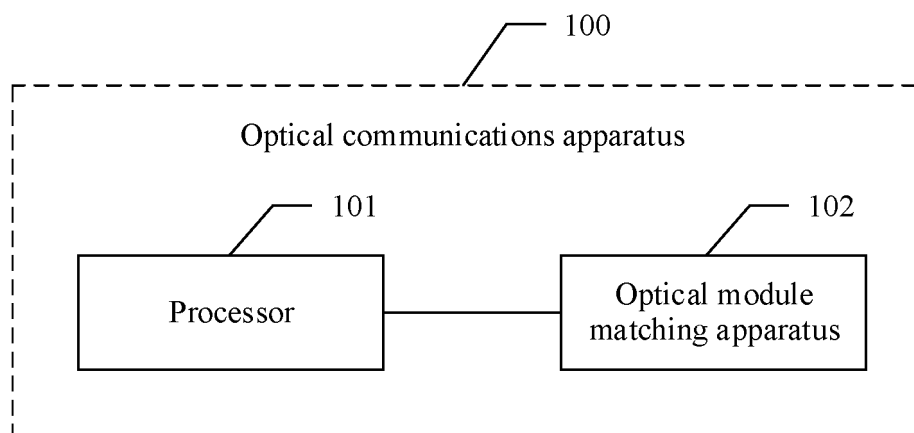 100
Optical communications apparatus
101
102
Processor
Optical module
matching apparatus